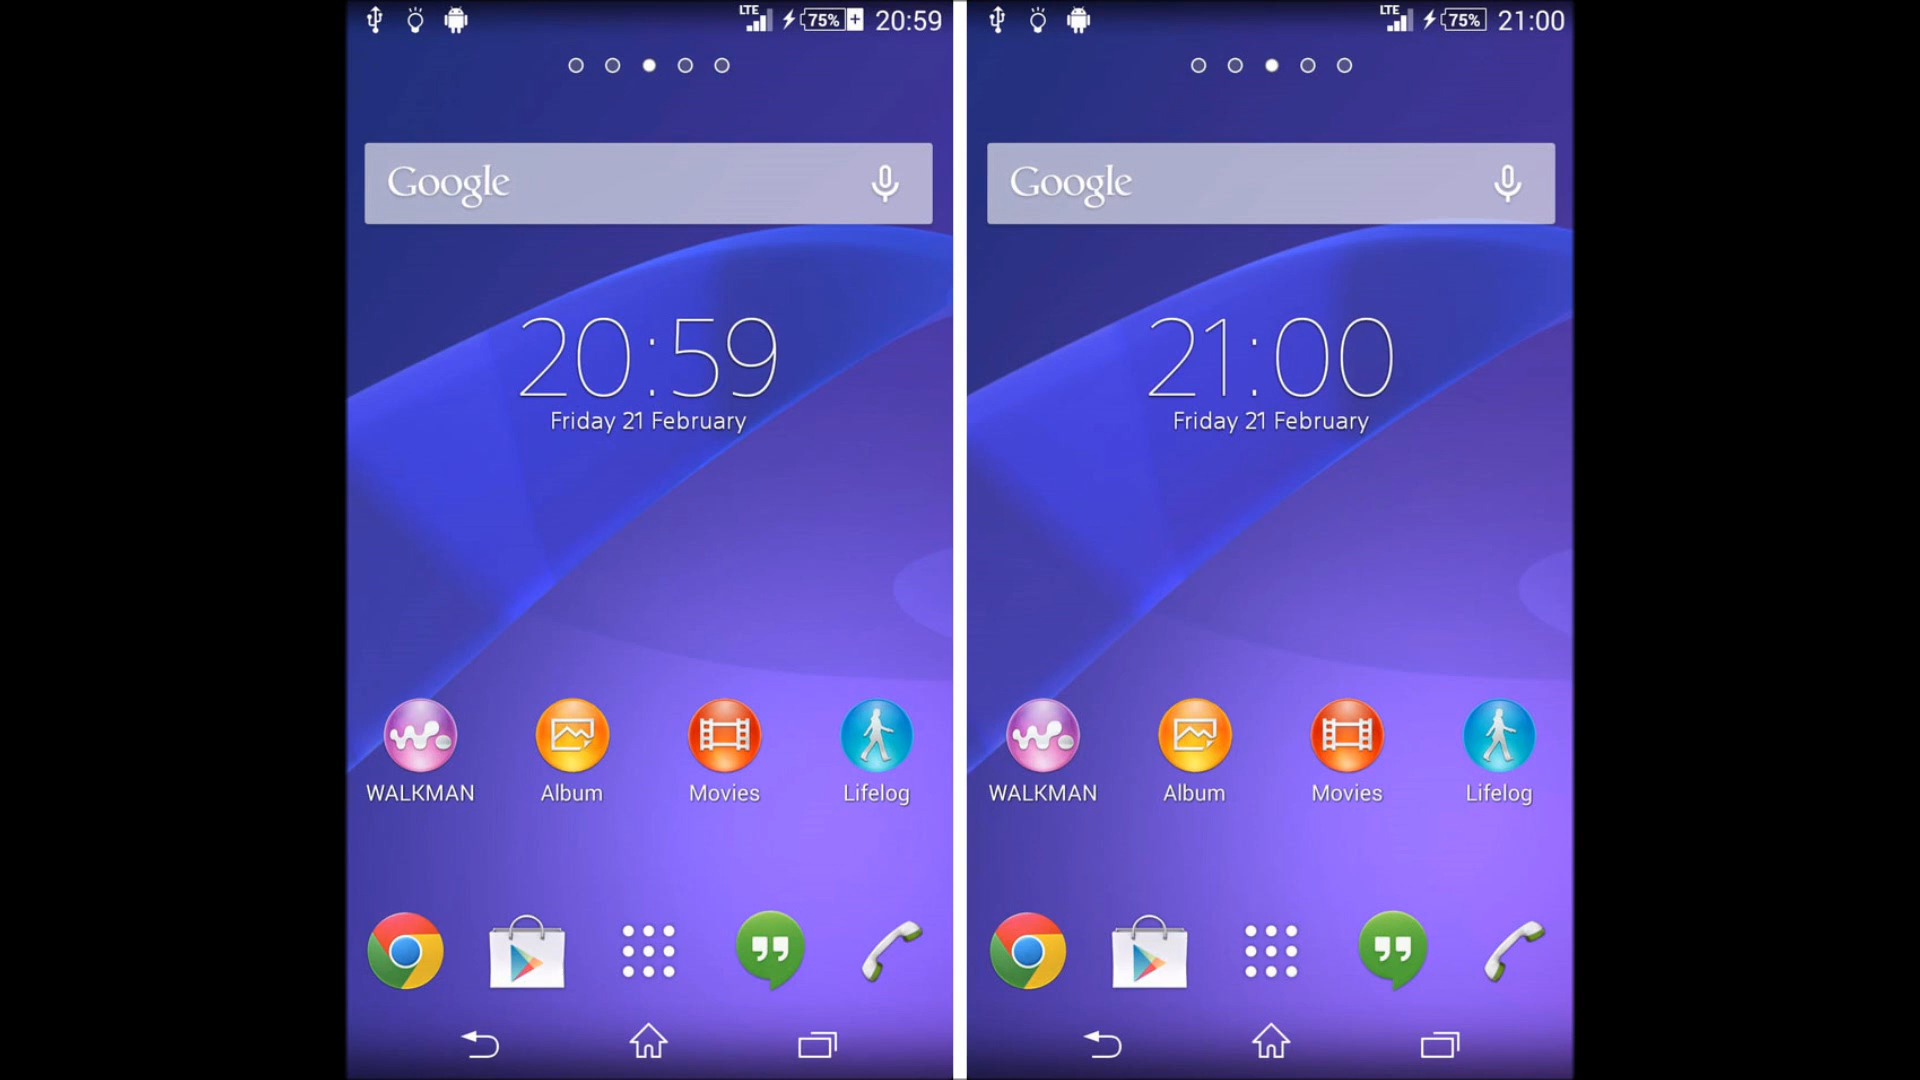 LTE 75% 20:59
Google
20:59
Friday 21 February
WALKMAN Album Movies Lifelog
LTE 75% 21:00
Google
21:00
Friday 21 February
WALKMAN Album Movies Lifelog